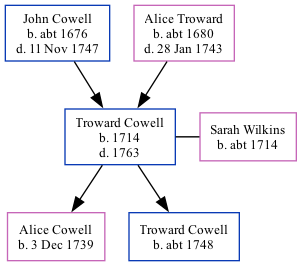 John Cowell
b. abt 1676
d. 11 Nov 1747
Alice Troward
b. abt 1680
d. 28 Jan 1743
Troward Cowell
b. 1714
d. 1763
Sarah Wilkins
b. abt 1714
Alice Cowell
b. 3 Dec 1739
Troward Cowell
b. abt 1748